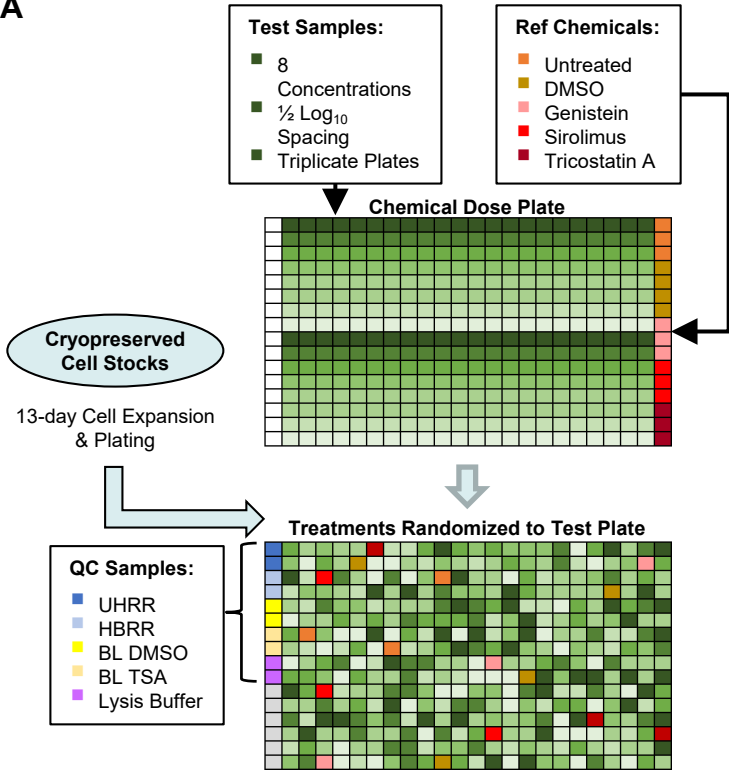 A
Test Samples:
8
Concentrations
½ Log₁₀
Spacing
Triplicate Plates
Ref Chemicals:
Untreated
DMSO
Genistein
Sirolimus
Tricostatin A
Chemical Dose Plate
Cryopreserved
Cell Stocks
13-day Cell Expansion
& Plating
Treatments Randomized to Test Plate
QC Samples:
UHRR
HBRR
BL DMSO
BL TSA
Lysis Buffer